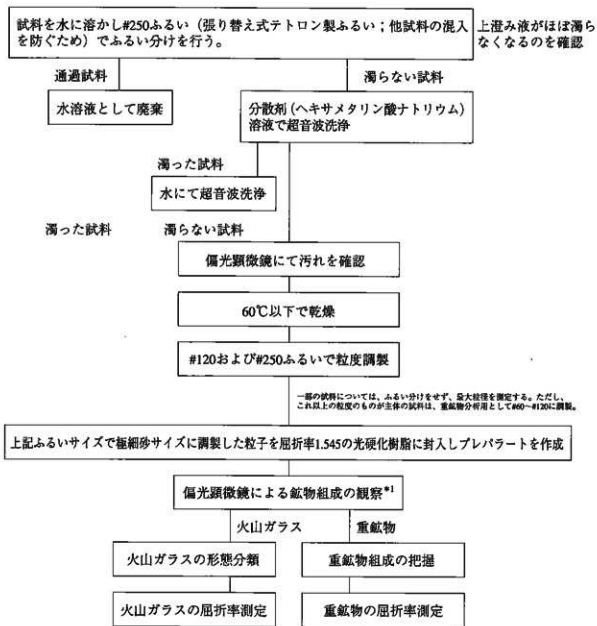 試料を水に溶かし#250ふるい（張り替え式テトロン製ふるい；他試料の混入
を防ぐため）でふるい分けを行う。
上澄み液がほぼ濁ら
なくなるのを確認
通過試料
濁らない試料
水溶液として廃棄
分散剤（ヘキサメタリン酸ナトリウム）
溶液で超音波洗浄
濁った試料
水にて超音波洗浄
濁った試料
濁らない試料
偏光顕微鏡にて汚れを確認
60℃以下で乾燥
#120および#250ふるいで粒度調製
一部の試料については、ふるい分けをせず、最大粒径を測定する。ただし、
これ以上の粒度のものが主体の試料は、重鉱物分析用として#60～#120に調製。
上記ふるいサイズで極細砂サイズに調製した粒子を屈折率1.545の光硬化樹脂に封入しプレパラートを作成
偏光顕微鏡による鉱物組成の観察*1
火山ガラス
重鉱物
火山ガラスの形態分類
重鉱物組成の把握
火山ガラスの屈折率測定
重鉱物の屈折率測定